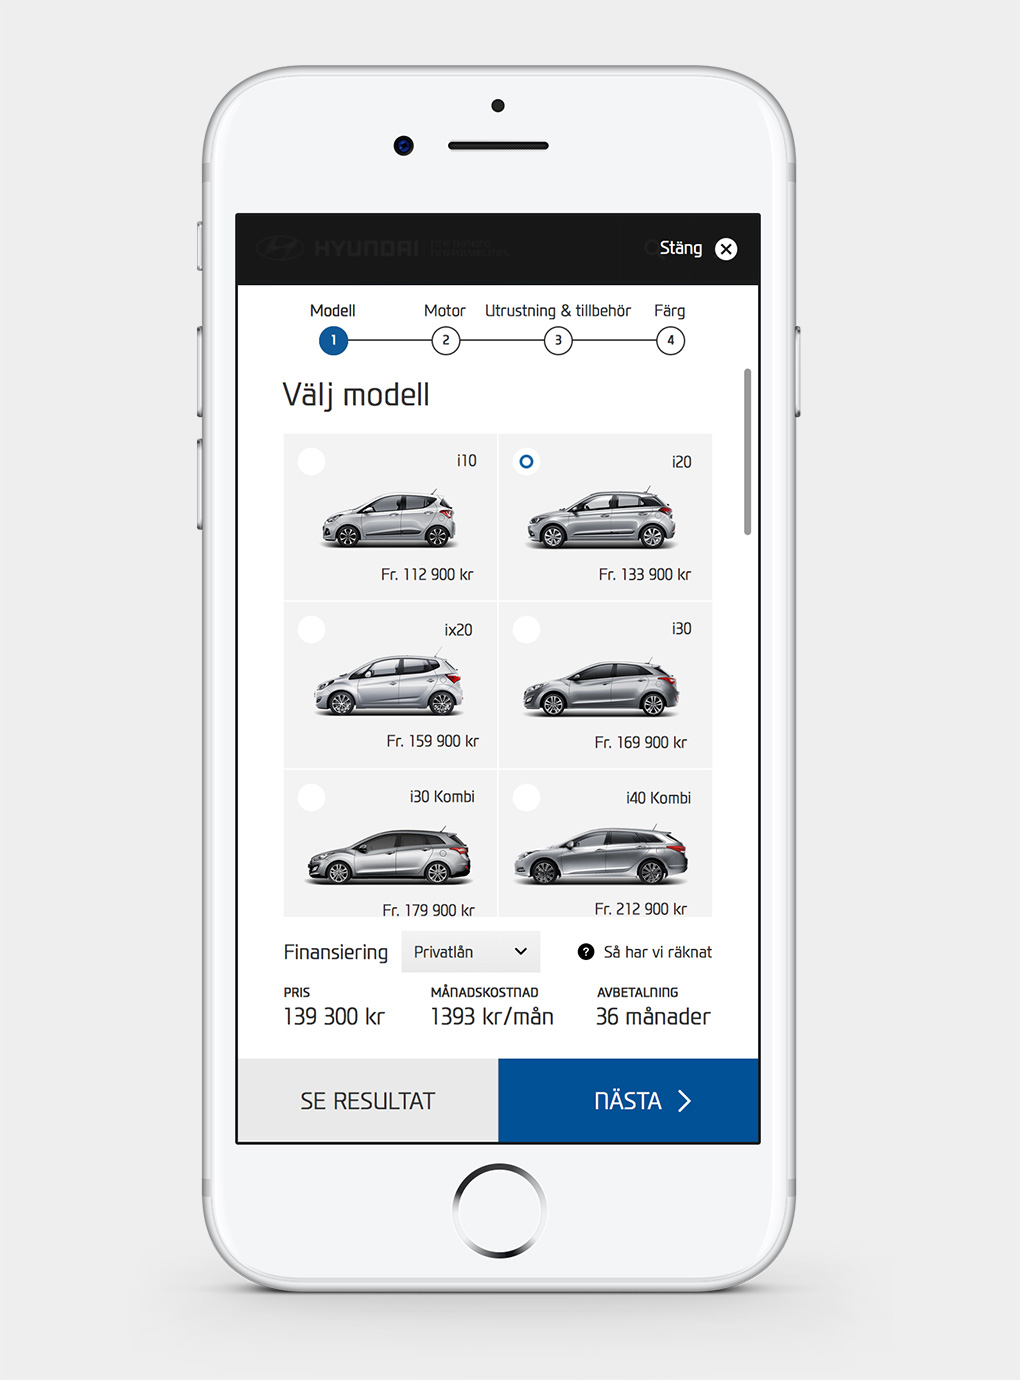 HYUNDAI
Stäng
Modell
Motor
Utrustning & tillbehör
Färg
1
2
3
4
Välj modell
i10
Fr. 112 900 kr
i20
Fr. 133 900 kr
ix20
Fr. 159 900 kr
i30
Fr. 169 900 kr
i30 Kombi
Fr. 179 900 kr
i40 Kombi
Fr. 212 900 kr
Finansiering
Privatlån
? Så har vi räknat
PRIS
139 300 kr
MÅNADSKOSTNAD
1393 kr/mån
AVBETALNING
36 månader
SE RESULTAT
NÄSTA